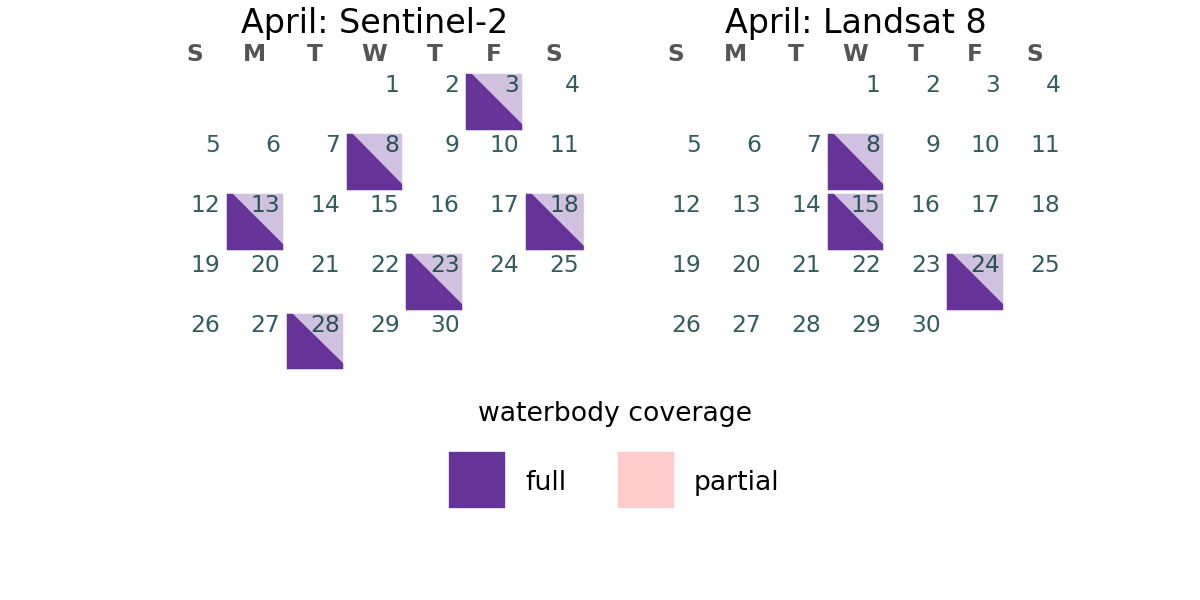 April: Sentinel-2
S M T W T F S
1 2 3 4
5 6 7 8 9 10 11
12 13 14 15 16 17 18
19 20 21 22 23 24 25
26 27 28 29 30
April: Landsat 8
S M T W T F S
1 2 3 4
5 6 7 8 9 10 11
12 13 14 15 16 17 18
19 20 21 22 23 24 25
26 27 28 29 30
waterbody coverage
full
partial